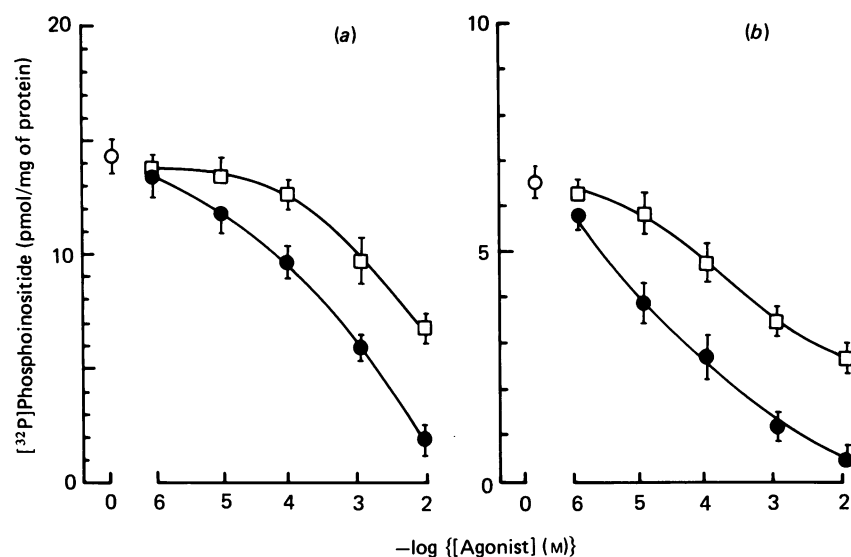 20
(a)
10
0
[³²P]Phosphoinositide (pmol/mg of protein)
0 6 5 4 3 2
10
(b)
5
0
0 6 5 4 3 2
—log {[Agonist] (M)}